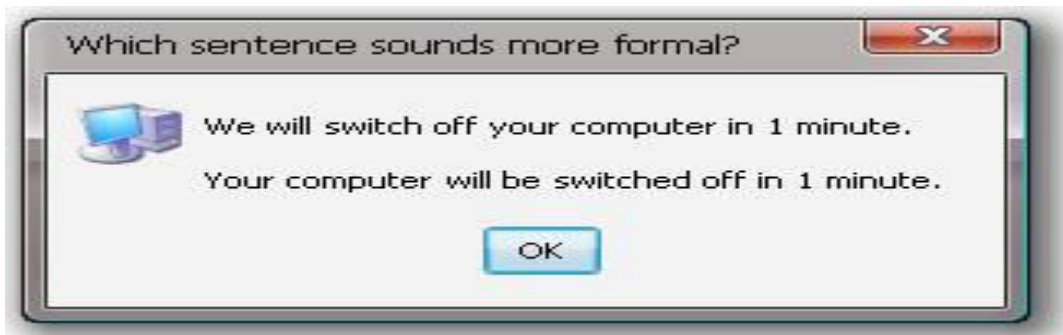 Which sentence sounds more formal?
We will switch off your computer in 1 minute.
Your computer will be switched off in 1 minute.
OK